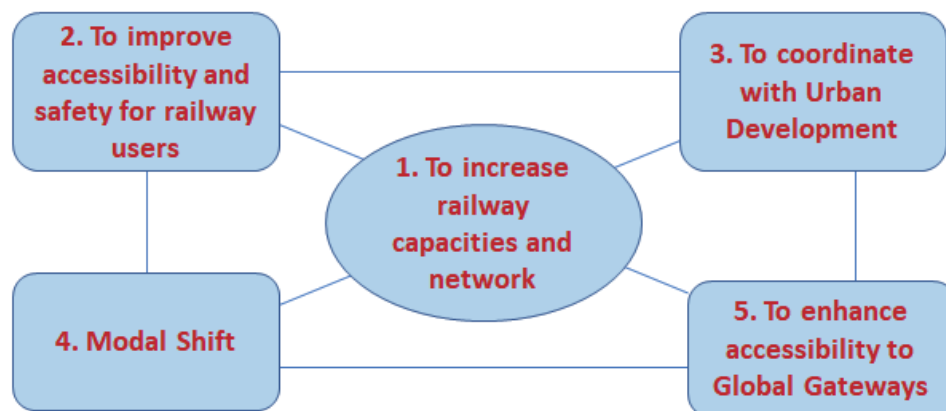 2. To improve
accessibility and
safety for railway
users
3. To coordinate
with Urban
Development
1. To increase
railway
capacities and
network
4. Modal Shift
5. To enhance
accessibility to
Global Gateways